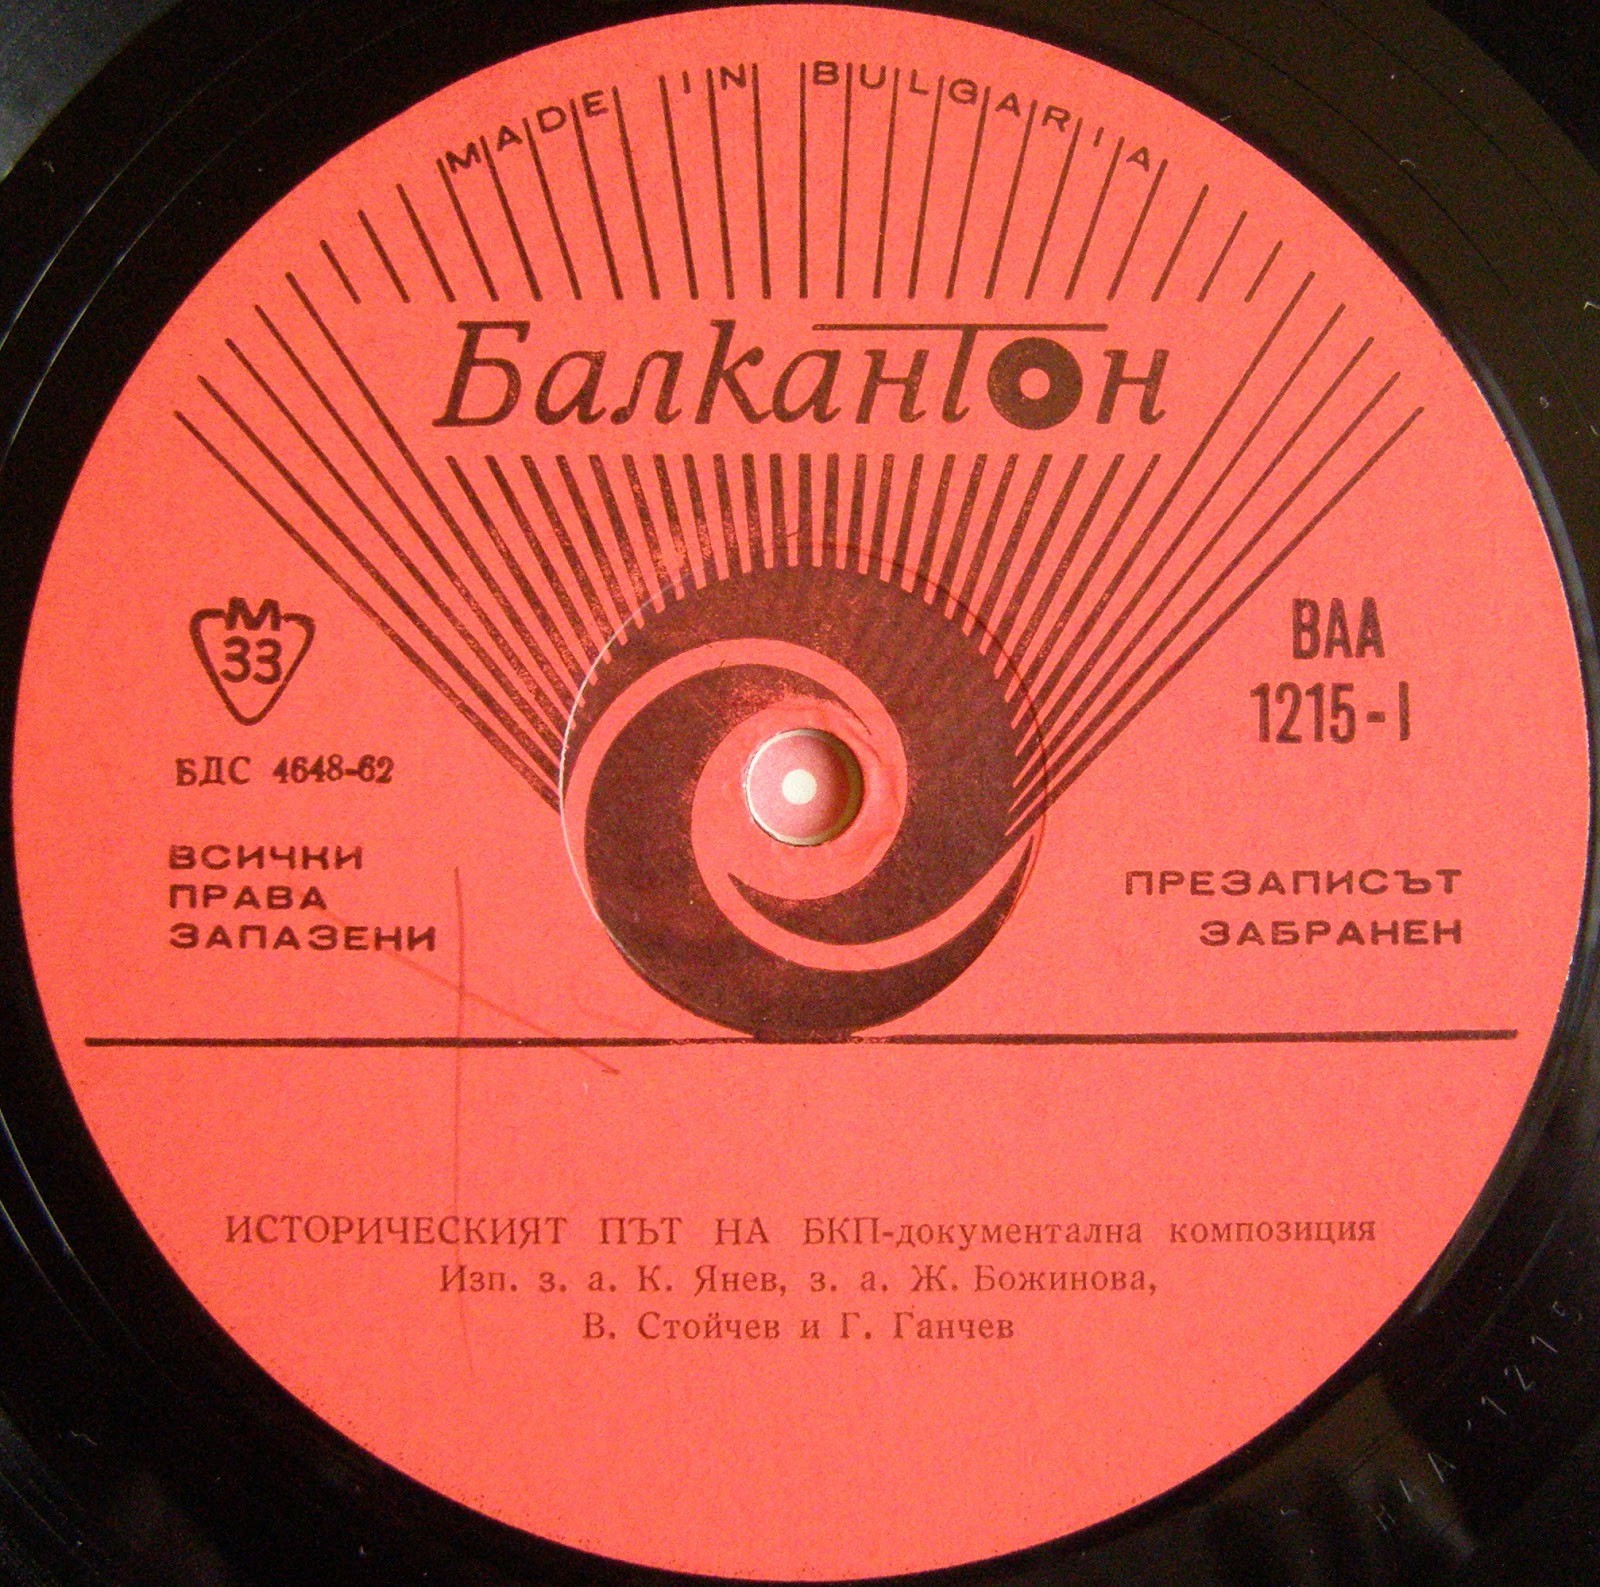 MADE IN BULGARIA
Балкантон
М
33
БДС 4648-62
ВСИЧКИ
ПРАВА
ЗАПАЗЕНИ
ВАА
1215-I
ПРЕЗАПИСЪТ
ЗАБРАНЕН
ИСТОРИЧЕСКИЯТ ПЪТ НА БКП-документална композиция
Изп. з. а. К. Янев, з. а. Ж. Божинова,
В. Стойчев и Г. Ганчев
1215